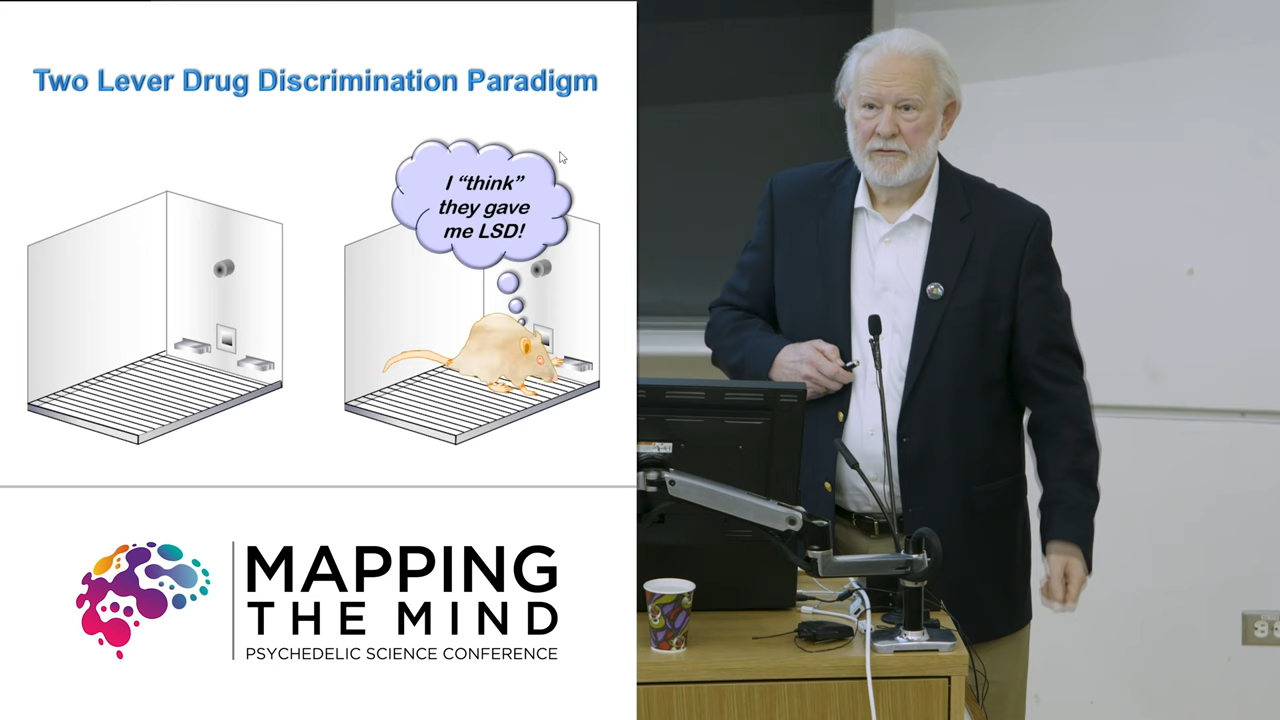 Two Lever Drug Discrimination Paradigm
I “think”
they gave
me LSD!
MAPPING
THE MIND
PSYCHEDELIC SCIENCE CONFERENCE